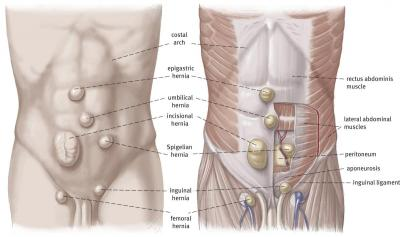 costal
arch
epigastric
hernia
umbilical
hernia
incisional
hernia
Spigelian
hernia
inguinal
hernia
femoral
hernia
rectus abdominis
muscle
lateral abdominal
muscles
peritoneum
aponeurosis
inguinal ligament